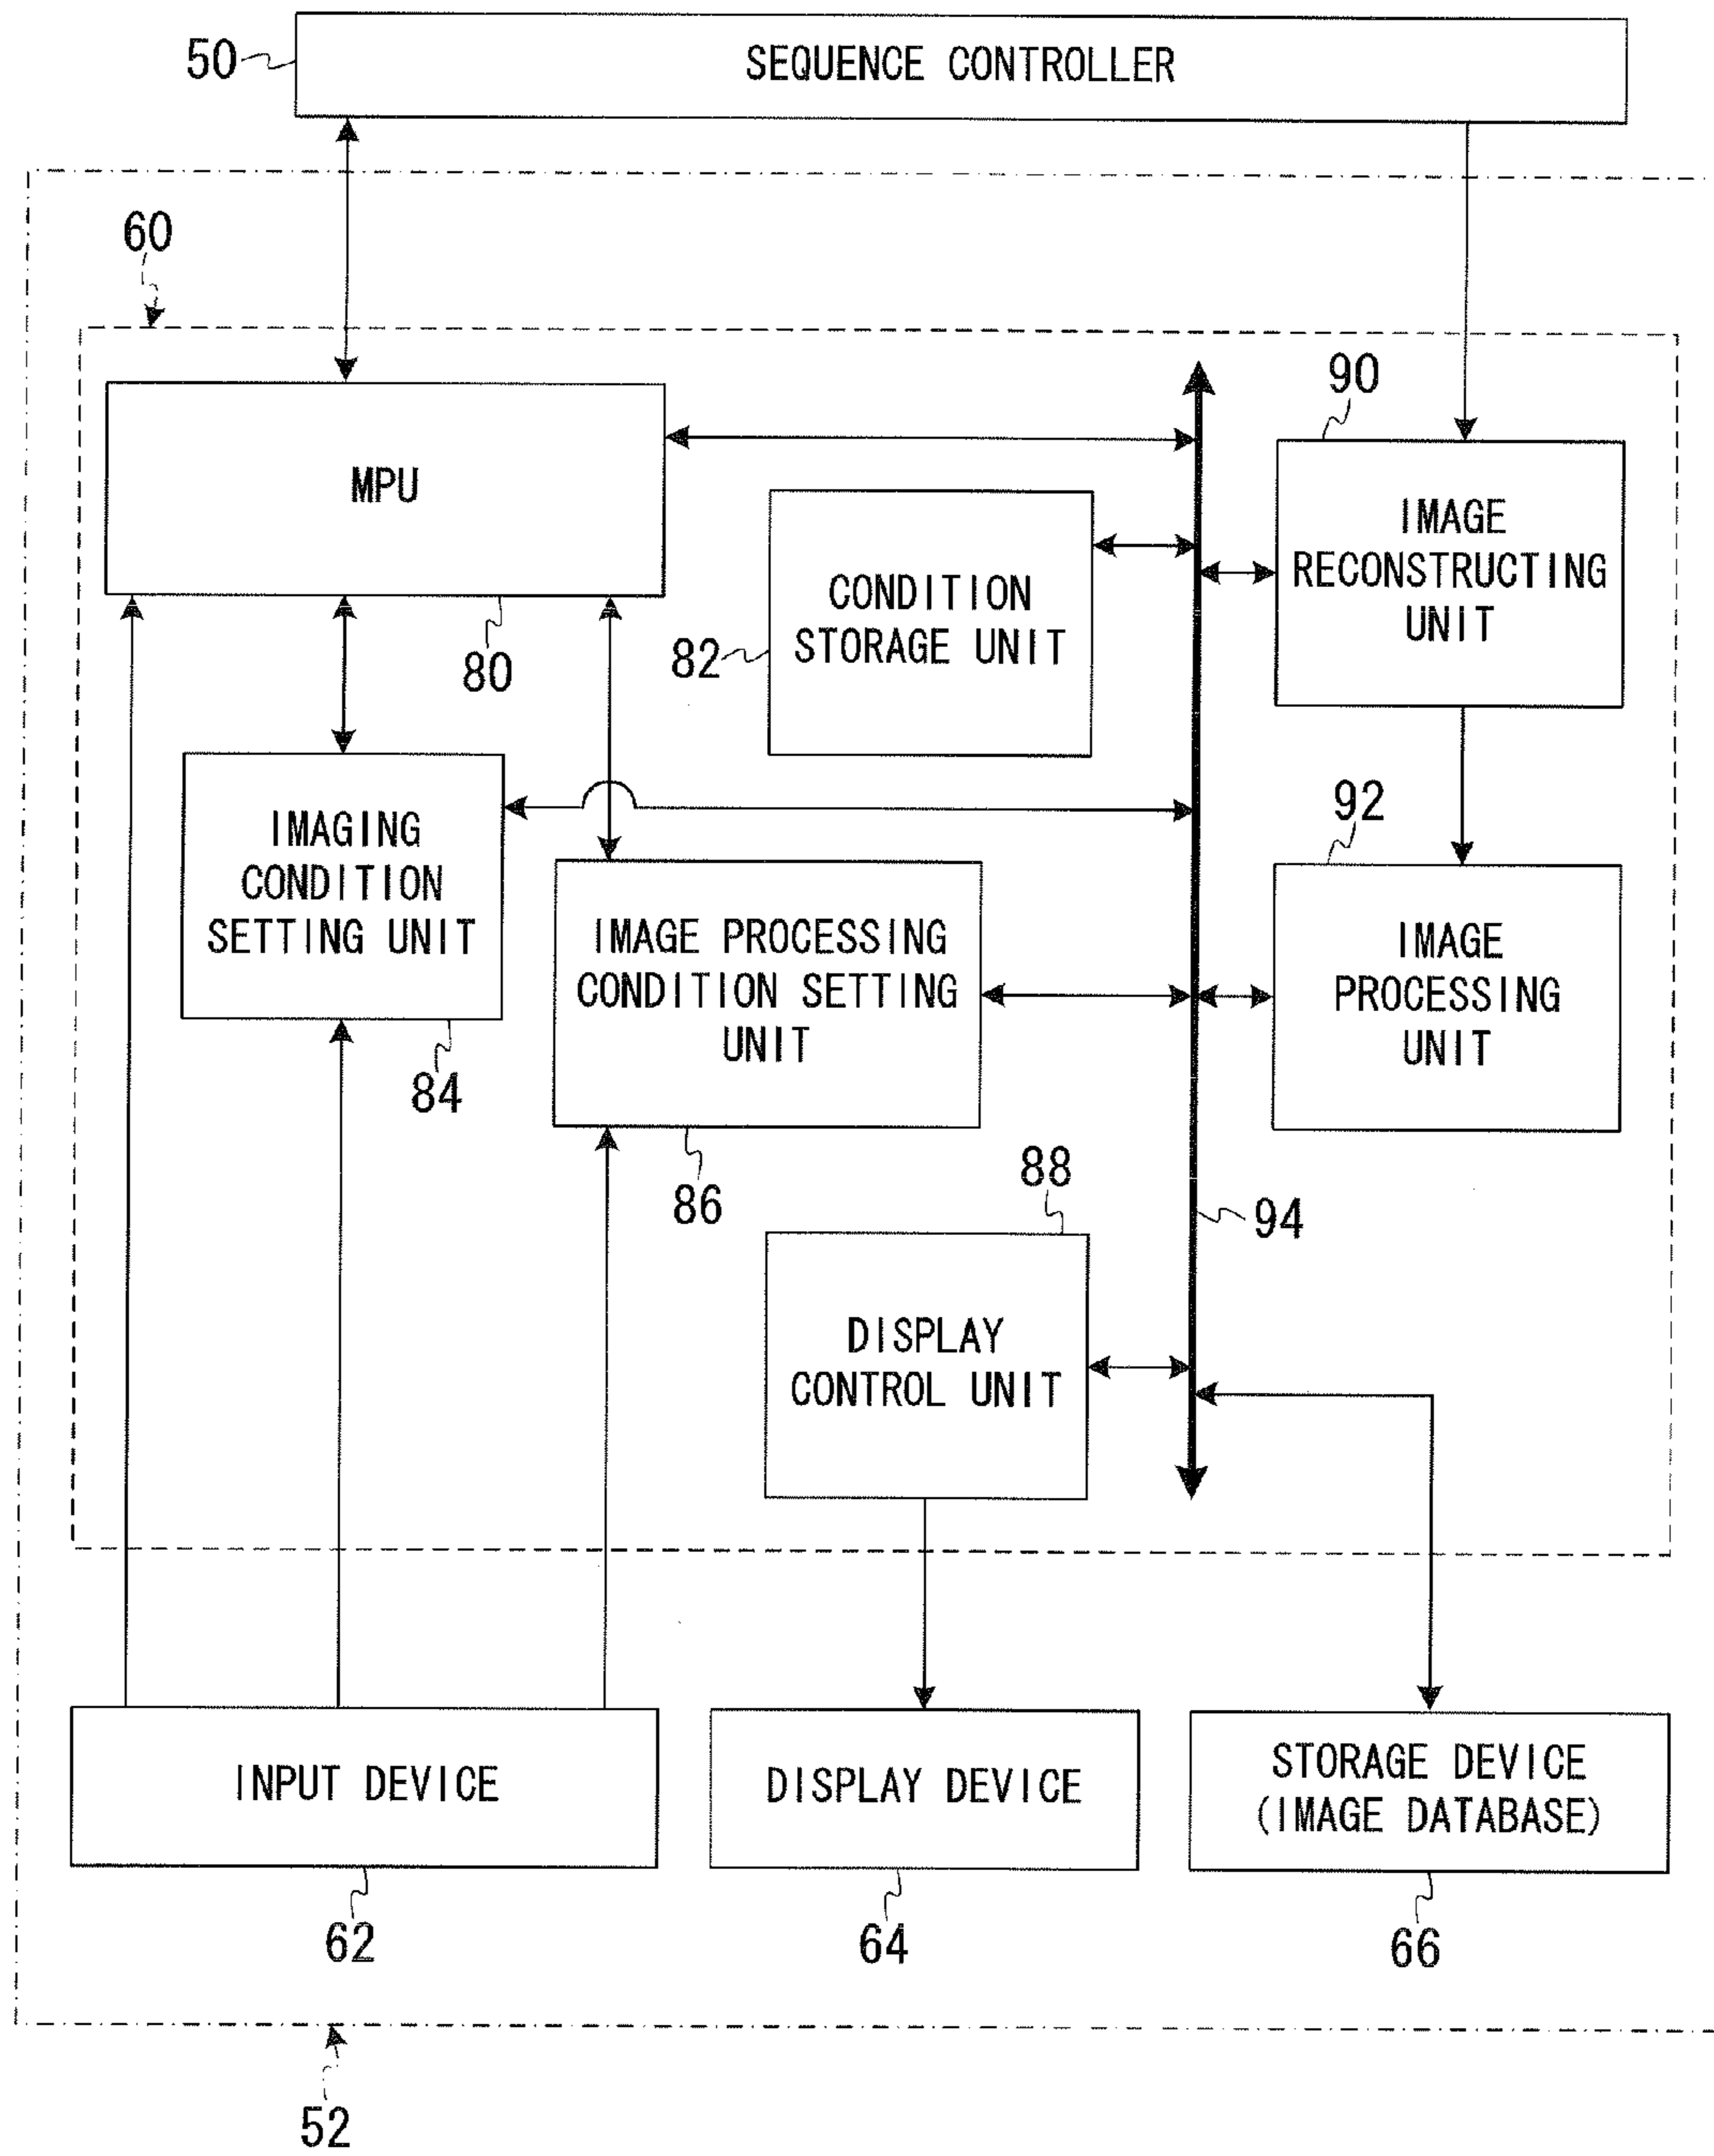 50
SEQUENCE CONTROLLER
60
MPU
90
IMAGE
RECONSTRUCTING
UNIT
CONDITION
STORAGE UNIT
82
80
IMAGING
CONDITION
SETTING UNIT
92
IMAGE PROCESSING
CONDITION SETTING
UNIT
IMAGE
PROCESSING
UNIT
84
86
88
94
DISPLAY
CONTROL UNIT
INPUT DEVICE
DISPLAY DEVICE
STORAGE DEVICE
(IMAGE DATABASE)
62
64
66
52